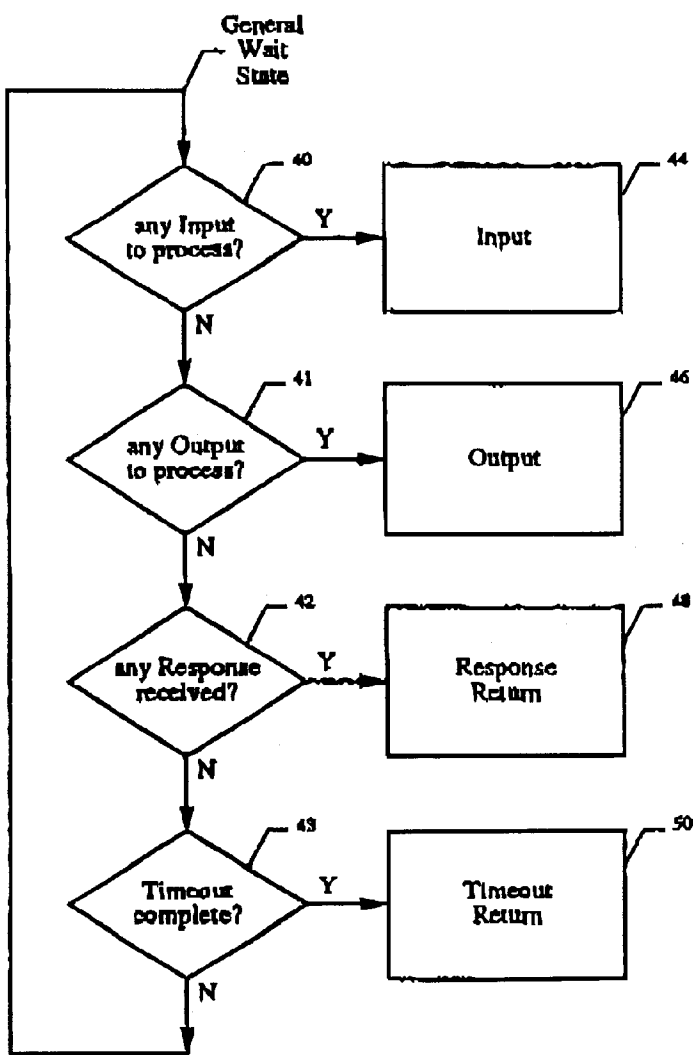 General
Wait
State
40
44
any Input
to process?
Y
Input
N
41
46
any Output
to process?
Y
Output
N
42
48
any Response
received?
Y
Response
Return
N
43
50
Timeout
complete?
Y
Timeout
Return
N